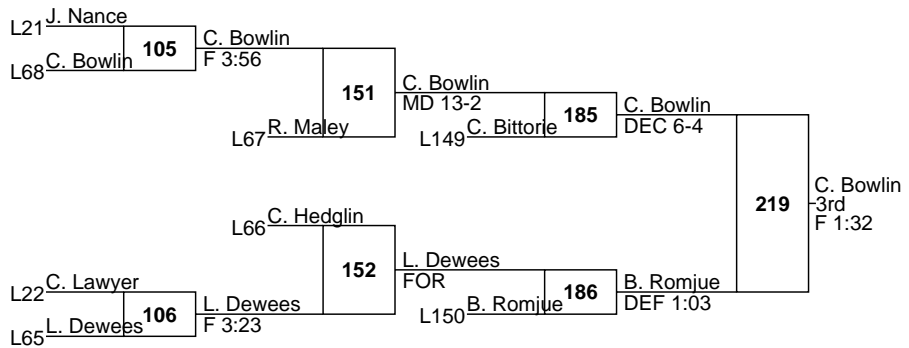 J. Nance
L21
105
C. Bowlin
F 3:56
L68 C. Bowlin
151
C. Bowlin
MD 13-2
L67 R. Maley
185
C. Bowlin
DEC 6-4
L149 C. Bittorie
219
C. Bowlin
3rd
F 1:32
L66 C. Hedglin
152
L. Dewees
FOR
L22 C. Lawyer
106
L. Dewees
F 3:23
L65 L. Dewees
186
B. Romjue
DEF 1:03
L150 B. Romjue